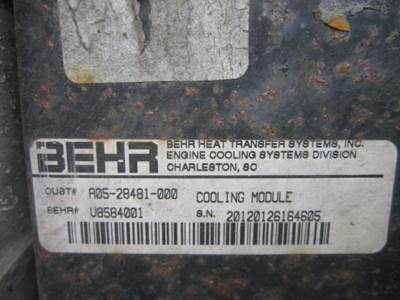 BEHR
BEHR HEAT TRANSFER SYSTEMS, INC.
ENGINE COOLING SYSTEMS DIVISION
CHARLESTON, SC
CUST# A05-28481-000 COOLING MODULE
BEHR# V8584001 S.N. 20120126164605